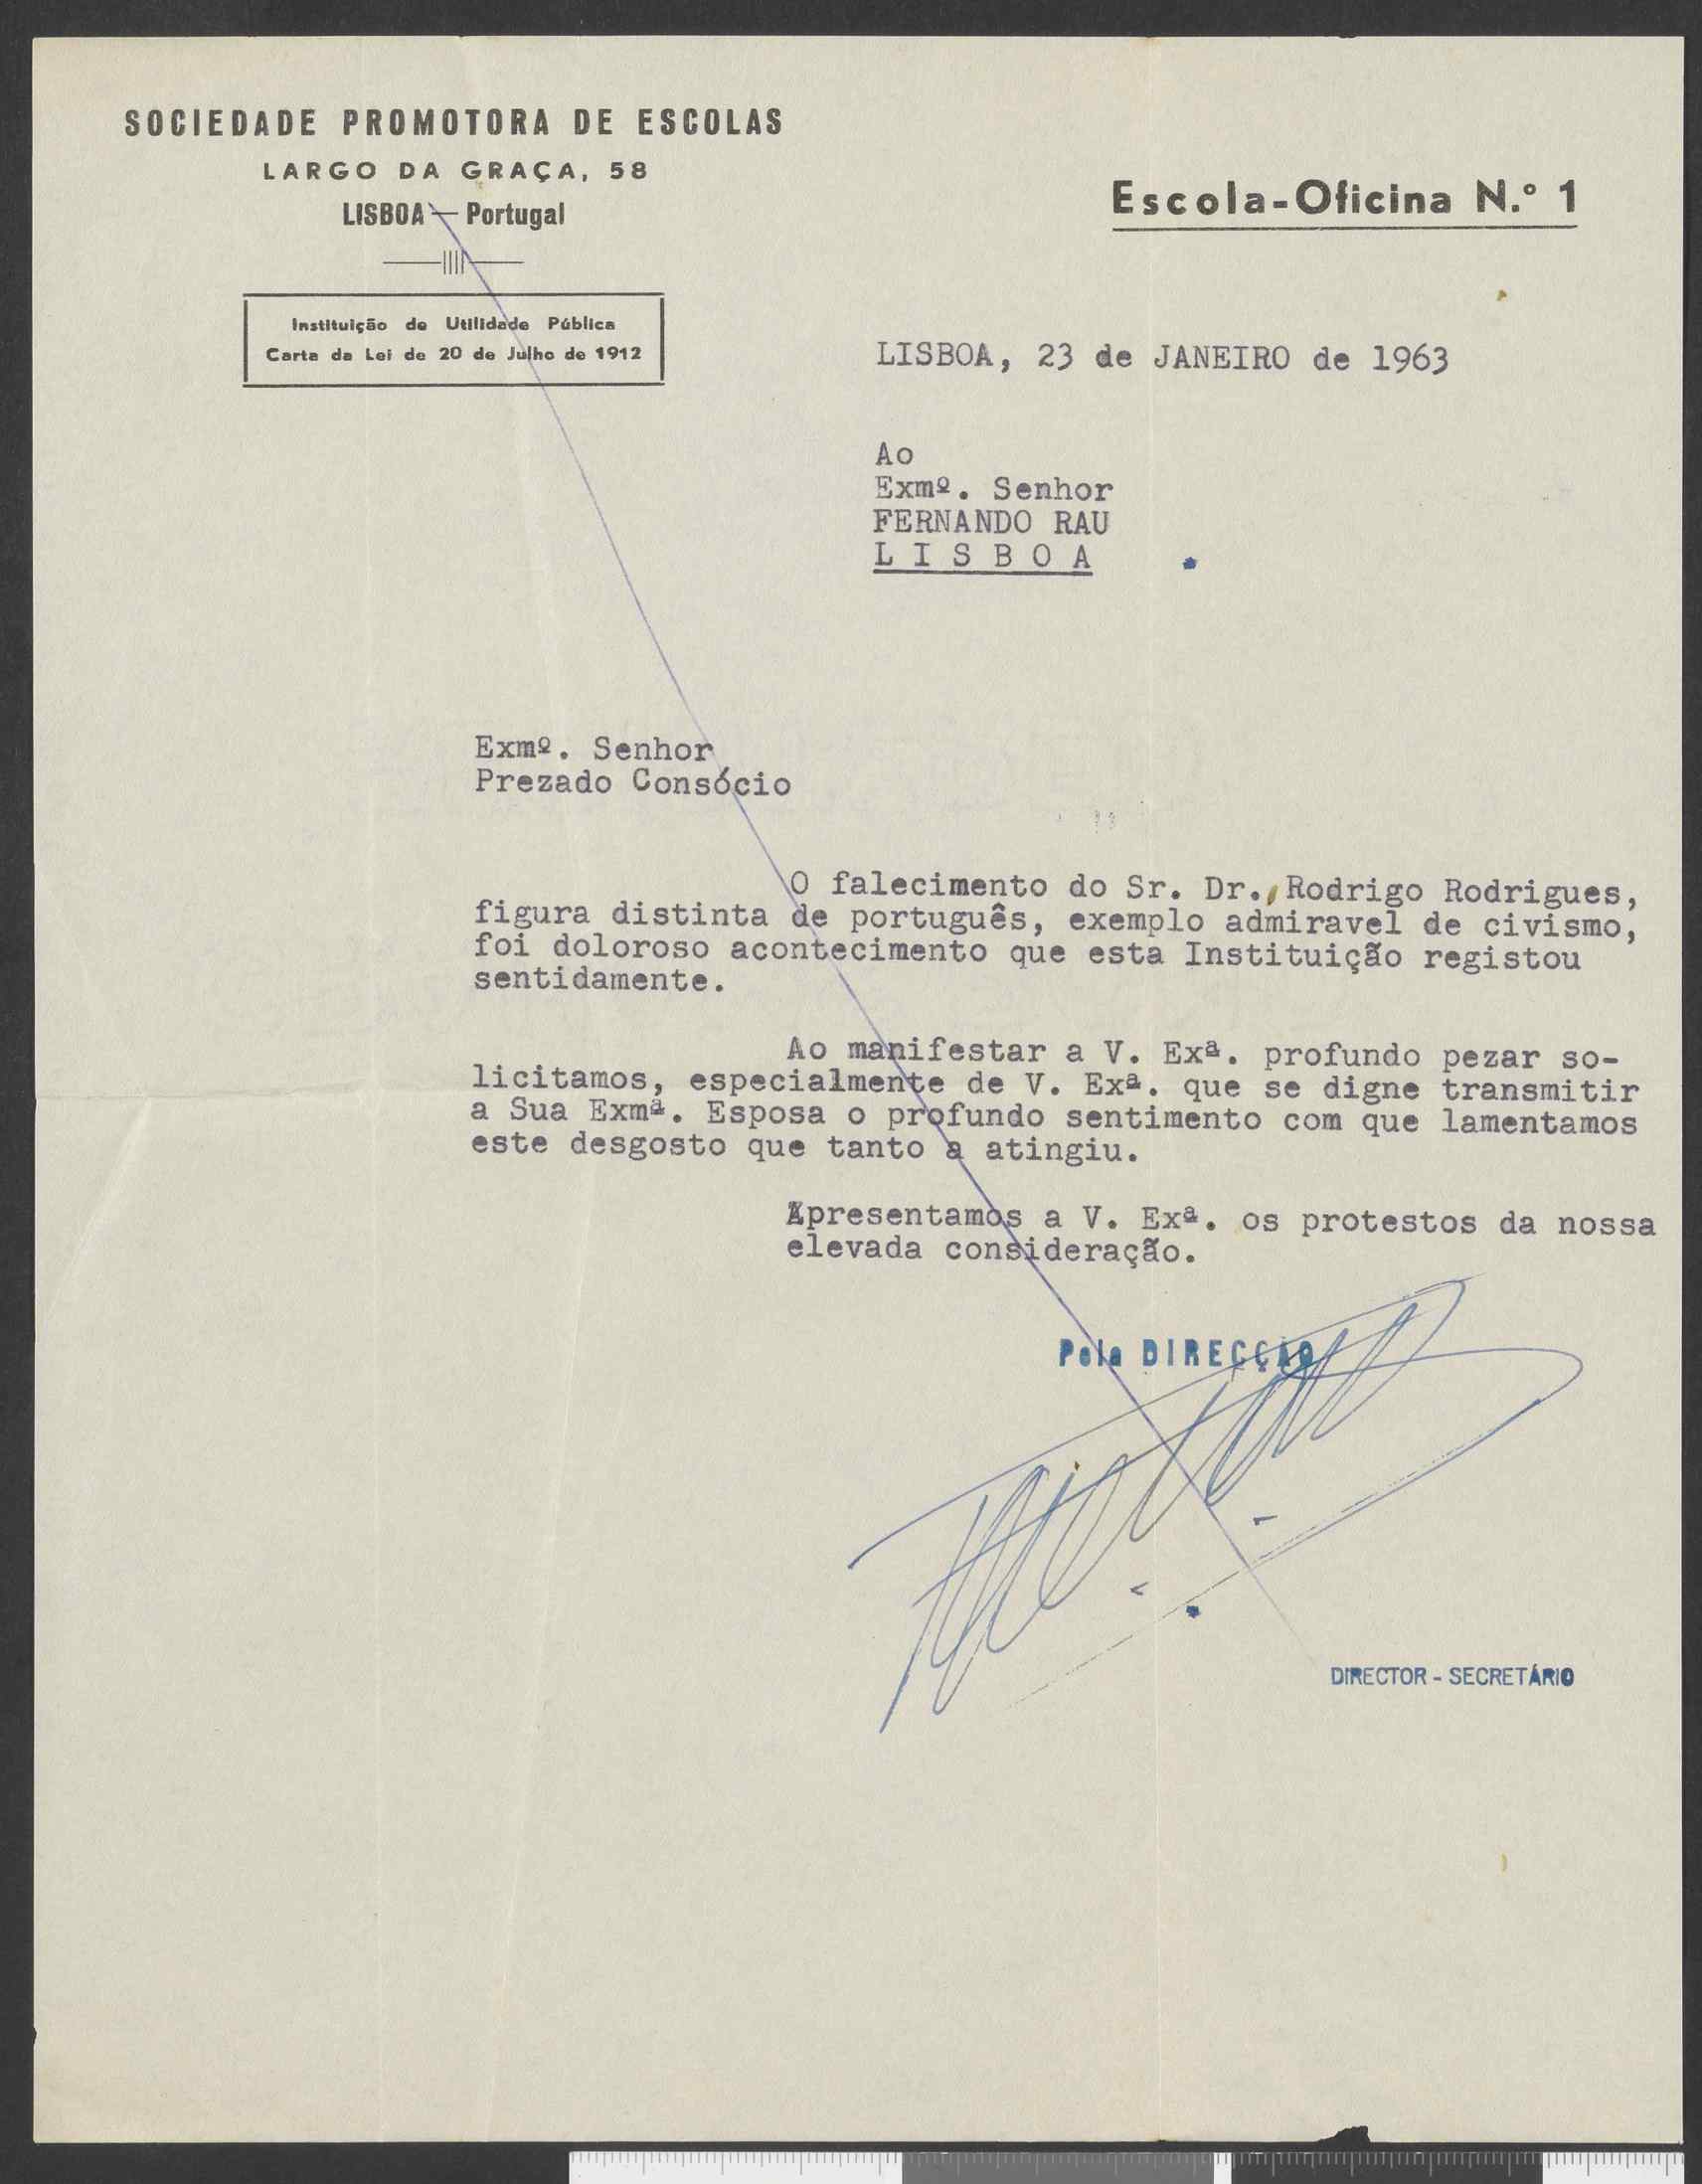 SOCIEDADE PROMOTORA DE ESCOLAS
LARGO DA GRAÇA, 58
LISBOA — Portugal
Instituição de Utilidade Pública
Carta da Lei de 20 de Julho de 1912
Escola-Oficina N.º 1
LISBOA, 23 de JANEIRO de 1963
Ao
Exmº. Senhor
FERNANDO RAU
L I S B O A
Exmº. Senhor
Prezado Consócio
O falecimento do Sr. Dr. Rodrigo Rodrigues,
figura distinta de português, exemplo admiravel de civismo,
foi doloroso acontecimento que esta Instituição registou
sentidamente.
Ao manifestar a V. Exª. profundo pezar so-
licitamos, especialmente de V. Exª. que se digne transmitir
a Sua Exmª. Esposa o profundo sentimento com que lamentamos
este desgosto que tanto a atingiu.
Apresentamos a V. Exª. os protestos da nossa
elevada consideração.
Pela DIRECÇÃO
DIRECTOR - SECRETÁRIO